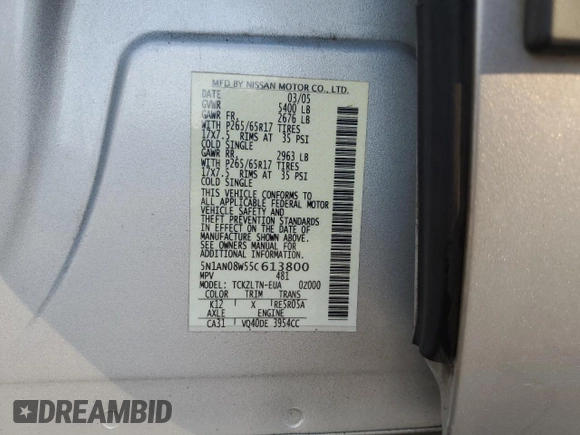 MFD BY NISSAN MOTOR CO., LTD.
DATE 03/05
GVWR 5400 LB
GAWR FR. 2676 LB
WITH P265/65R17 TIRES
17X7.5 RIMS AT 35 PSI
COLD SINGLE
GAWR RR. 2963 LB
WITH P265/65R17 TIRES
17X7.5 RIMS AT 35 PSI
COLD SINGLE
THIS VEHICLE CONFORMS TO
ALL APPLICABLE FEDERAL MOTOR
VEHICLE SAFETY AND
THEFT PREVENTION STANDARDS
IN EFFECT ON THE DATE OF
MANUFACTURE SHOWN ABOVE.
SEE OWNERS MANUAL FOR
ADDITIONAL INFORMATION.
5N1AN08W55C613800
MPV 481
MODEL: TCKZLTN-EUA 0Z000
COLOR TRIM TRANS
K12 X RE5R05A
AXLE ENGINE
CA31 VQ40DE 3954CC
DREAMBID